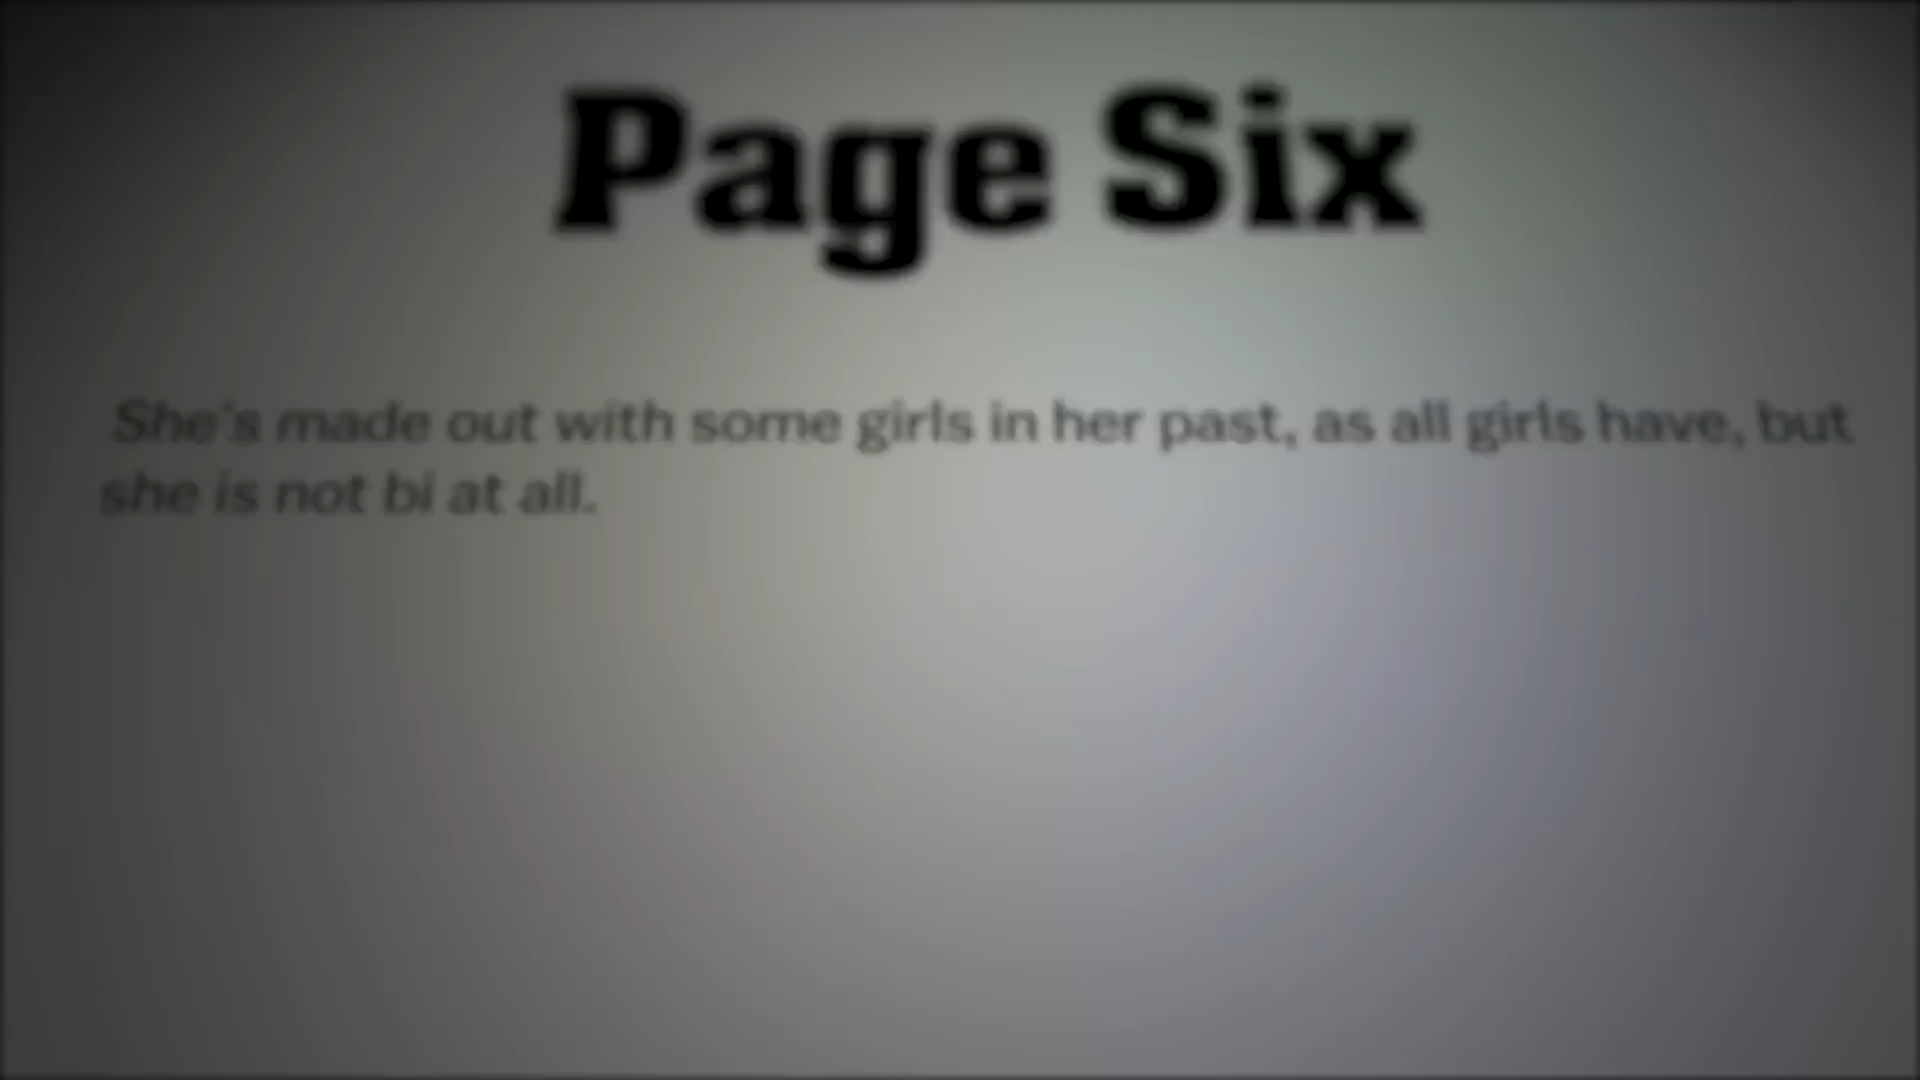 Page Six
She's made out with some girls in her past, as all girls have, but
she is not bi at all.